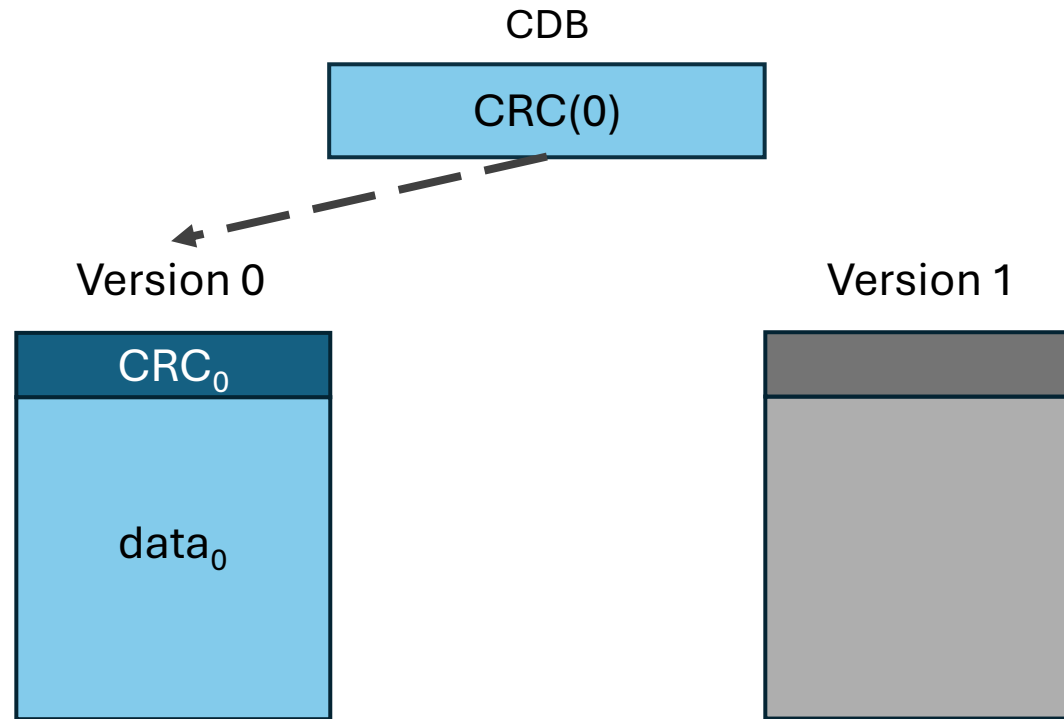 CDB
CRC(0)
Version 0
Version 1
CRC₀
data₀